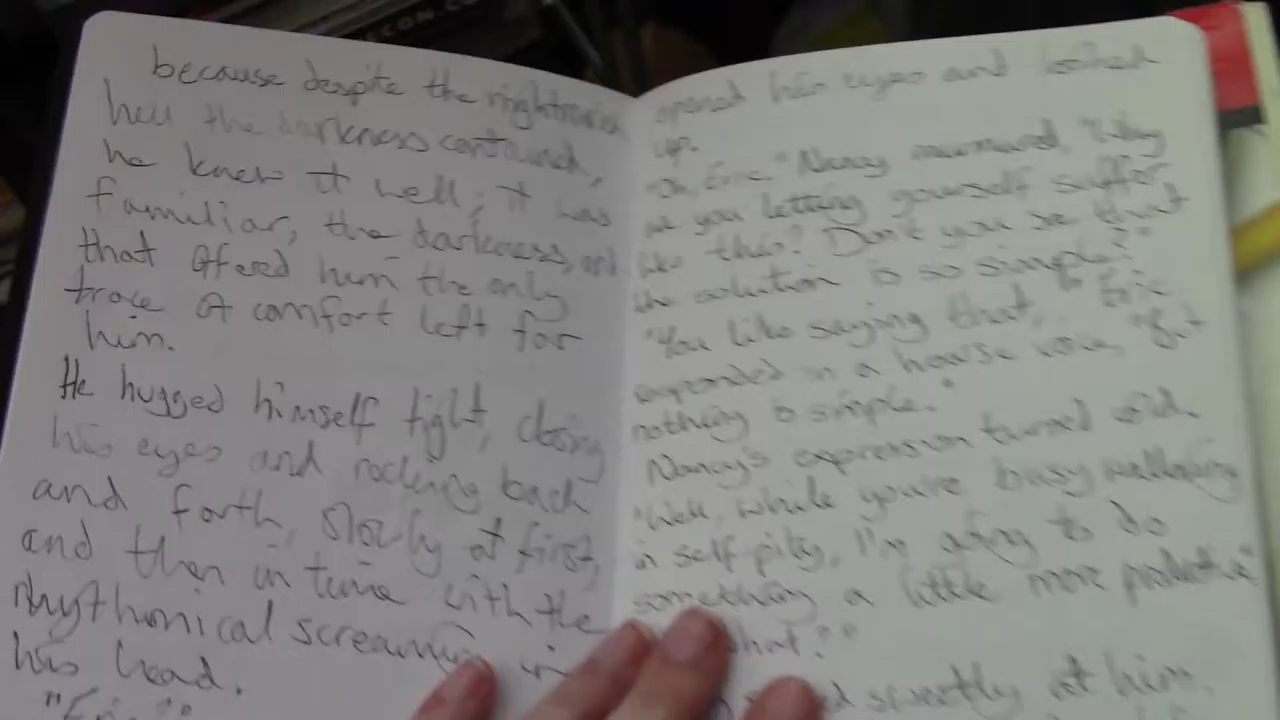 ECON.COM
because despite the nightmarish
hell the darkness contained,
he knew it well; it was
familiar, the darkness, and
that offered him the only
trace of comfort left for
him.
He hugged himself tight, closing
his eyes and rocking back
and forth, slowly at first,
and then in time with the
rhythmical screaming in
his head.
"Eric?"
opened his eyes and looked
up.
"Oh, Eric" Nancy murmured, "Why
are you letting yourself suffer
like this? Don't you see that
the solution is so simple?"
"You like saying that," Eric
responded in a hoarse voice, "But
nothing is simple."
Nancy's expression turned cold.
"Well, while you're busy wallowing
in self-pity, I'm going to do
something a little more productive"
what?"
at him.